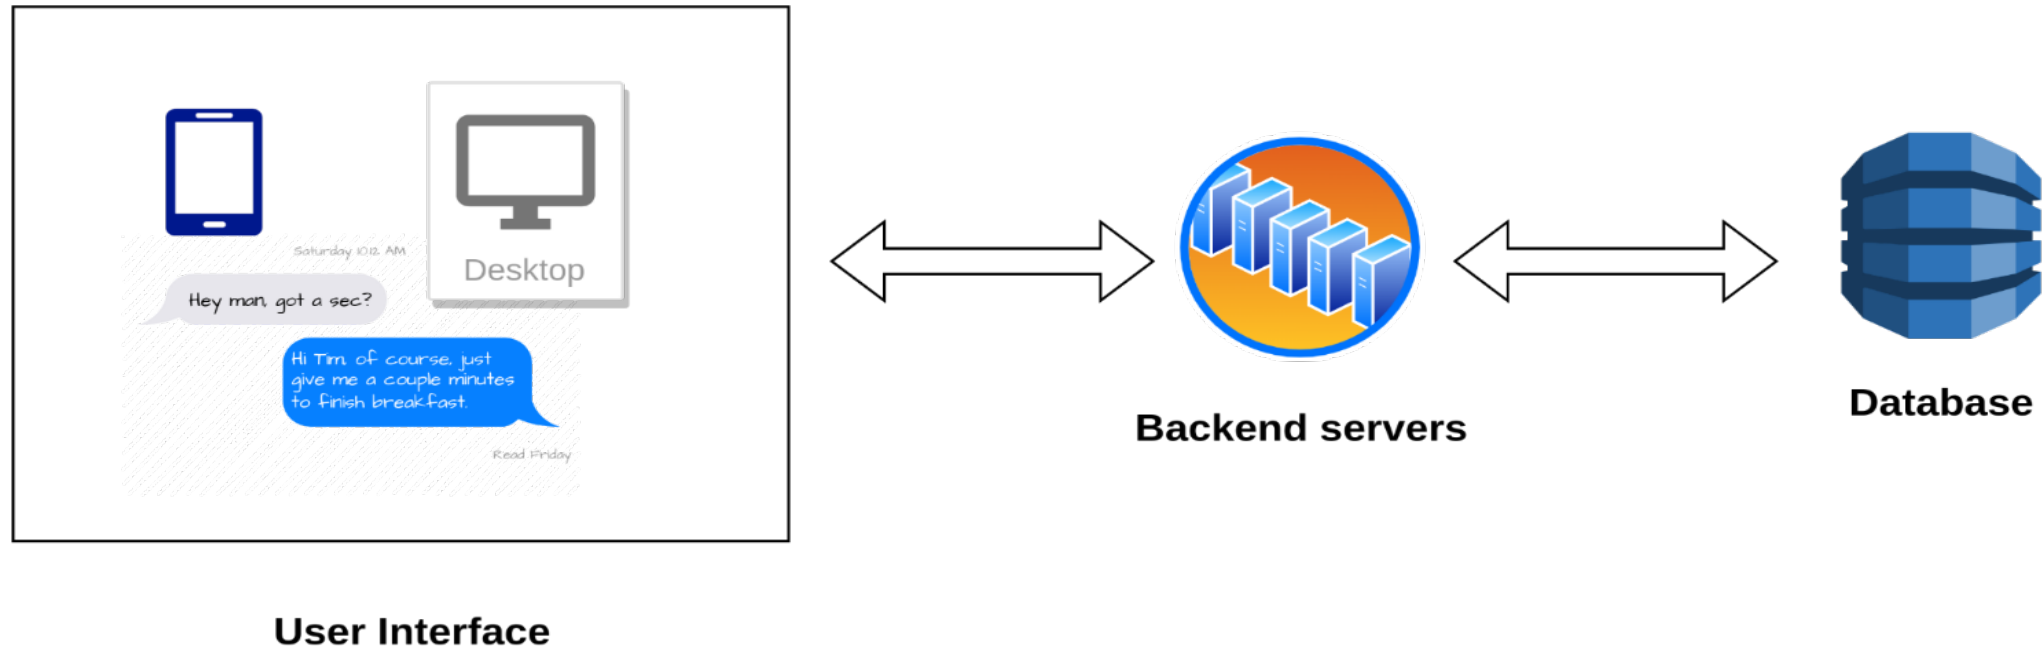 Saturday 10:12 AM
Desktop
Hey man, got a sec?
Hi Tim, of course, just
give me a couple minutes
to finish breakfast.
Read Friday
Backend servers
Database
User Interface